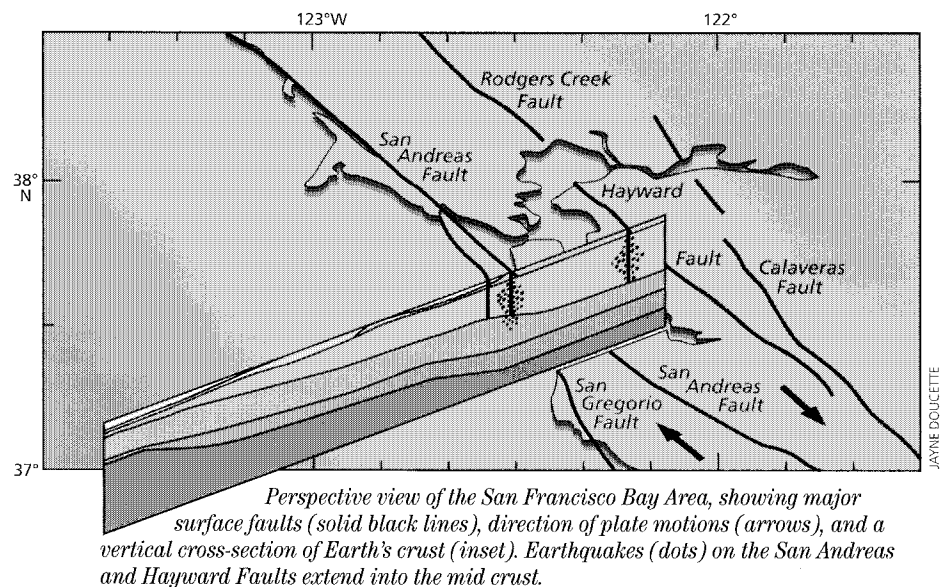 123°W
122°
Rodgers Creek
Fault
San
Andreas
Fault
38°
N
Hayward
Fault
Calaveras
Fault
San
Gregorio
Fault
San
Andreas
Fault
37°
JAYNE DOUCETTE
Perspective view of the San Francisco Bay Area, showing major
surface faults (solid black lines), direction of plate motions (arrows), and a
vertical cross-section of Earth's crust (inset). Earthquakes (dots) on the San Andreas
and Hayward Faults extend into the mid crust.